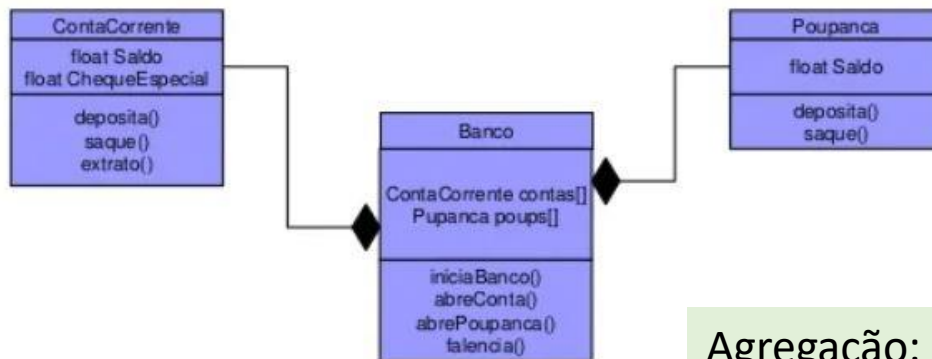 ContaCorrente
float Saldo
float ChequeEspecial
deposita()
saque()
extrato()
Poupanca
float Saldo
deposita()
saque()
Banco
ContaCorrente contas[]
Pupanca poups[]
iniciaBanco()
abreConta()
abrePoupanca()
falencia()
Agregação: